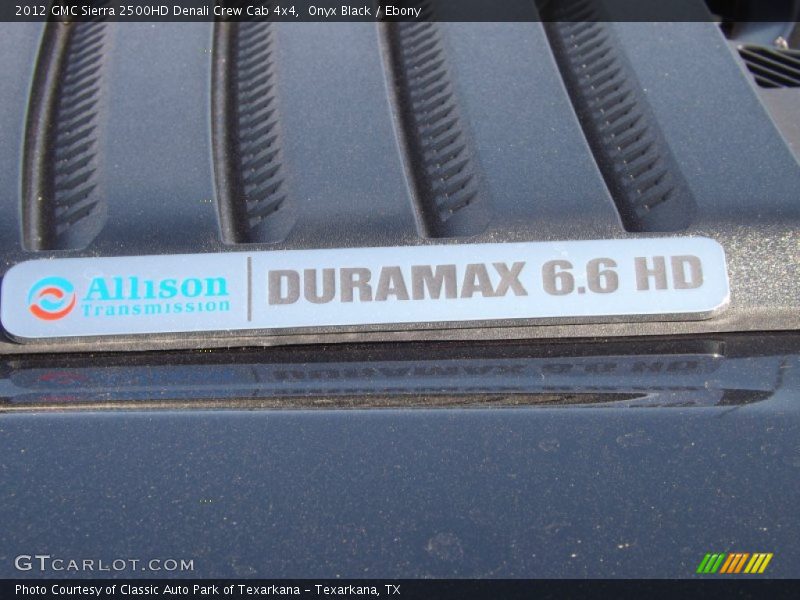 2012 GMC Sierra 2500HD Denali Crew Cab 4x4, Onyx Black / Ebony
Allison
Transmission
DURAMAX 6.6 HD
GTCARLOT.COM
Photo Courtesy of Classic Auto Park of Texarkana – Texarkana, TX